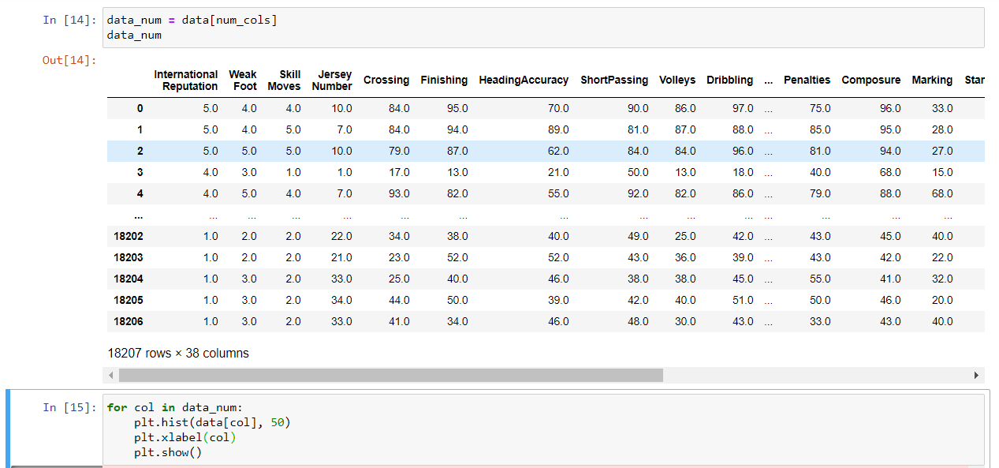 In [14]: data_num = data[num_cols]
data_num
Out[14]:
International Reputation Weak Foot Skill Moves Jersey Number Crossing Finishing HeadingAccuracy ShortPassing Volleys Dribbling ... Penalties Composure Marking Star
0 5.0 4.0 4.0 10.0 84.0 95.0 70.0 90.0 86.0 97.0 ... 75.0 96.0 33.0
1 5.0 4.0 5.0 7.0 84.0 94.0 89.0 81.0 87.0 88.0 ... 85.0 95.0 28.0
2 5.0 5.0 5.0 10.0 79.0 87.0 62.0 84.0 84.0 96.0 ... 81.0 94.0 27.0
3 4.0 3.0 1.0 1.0 17.0 13.0 21.0 50.0 13.0 18.0 ... 40.0 68.0 15.0
4 4.0 5.0 4.0 7.0 93.0 82.0 55.0 92.0 82.0 86.0 ... 79.0 88.0 68.0
... ... ... ... ... ... ... ... ... ... ... ... ... ... ...
18202 1.0 2.0 2.0 22.0 34.0 38.0 40.0 49.0 25.0 42.0 ... 43.0 45.0 40.0
18203 1.0 2.0 2.0 21.0 23.0 52.0 52.0 43.0 36.0 39.0 ... 43.0 42.0 22.0
18204 1.0 3.0 2.0 33.0 25.0 40.0 46.0 38.0 38.0 45.0 ... 55.0 41.0 32.0
18205 1.0 3.0 2.0 34.0 44.0 50.0 39.0 42.0 40.0 51.0 ... 50.0 46.0 20.0
18206 1.0 3.0 2.0 33.0 41.0 34.0 46.0 48.0 30.0 43.0 ... 33.0 43.0 40.0
18207 rows × 38 columns
In [15]: for col in data_num:
plt.hist(data[col], 50)
plt.xlabel(col)
plt.show()